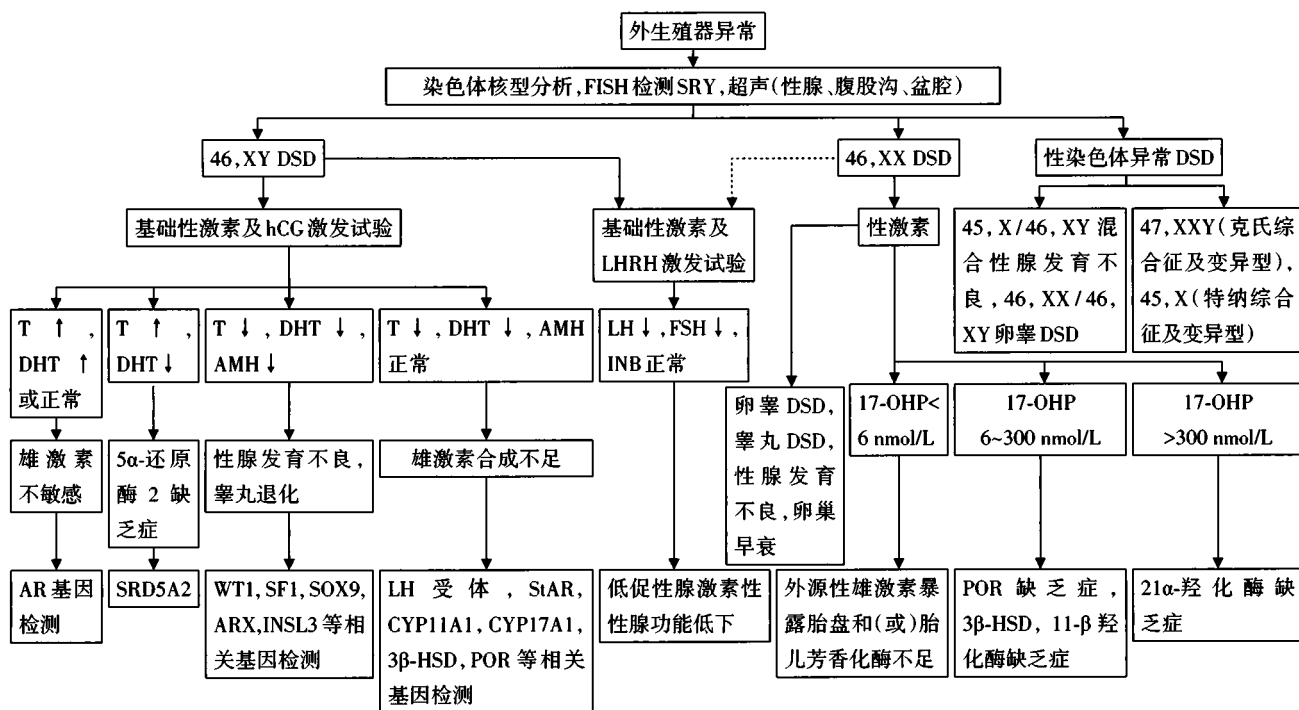 外生殖器异常
染色体核型分析,FISH检测SRY,超声(性腺、腹股沟、盆腔)
46,XY DSD
46,XX DSD
性染色体异常DSD
基础性激素及hCG激发试验
基础性激素及
LHRH激发试验
性激素
45, X/46, XY 混
合性腺发育不
良, 46, XX/46,
XY卵睾DSD
47,XXY(克氏综
合征及变异型),
45,X(特纳综合
征及变异型)
T ↑ ,
DHT ↑
或正常
T ↑ ,
DHT↓
T ↓ , DHT ↓ ,
AMH↓
T↓, DHT↓, AMH
正常
LH↓,FSH↓,
INB正常
卵睾DSD,
睾丸DSD,
性腺发育
不良,卵巢
早衰
17-OHP<
6 nmol/L
17-OHP
6~300 nmol/L
17-OHP
>300 nmol/L
雄激素
不敏感
5α-还原
酶 2 缺
乏症
性腺发育不良,
睾丸退化
雄激素合成不足
AR基因
检测
SRD5A2
WT1,SF1,SOX9,
ARX,INSL3等相
关基因检测
LH 受体, StAR,
CYP11A1, CYP17A1,
3β-HSD, POR等相关
基因检测
低促性腺激素性
性腺功能低下
外源性雄激素暴
露胎盘和(或)胎
儿芳香化酶不足
POR 缺乏症,
3β-HSD, 11-β羟
化酶缺乏症
21α-羟化酶缺
乏症